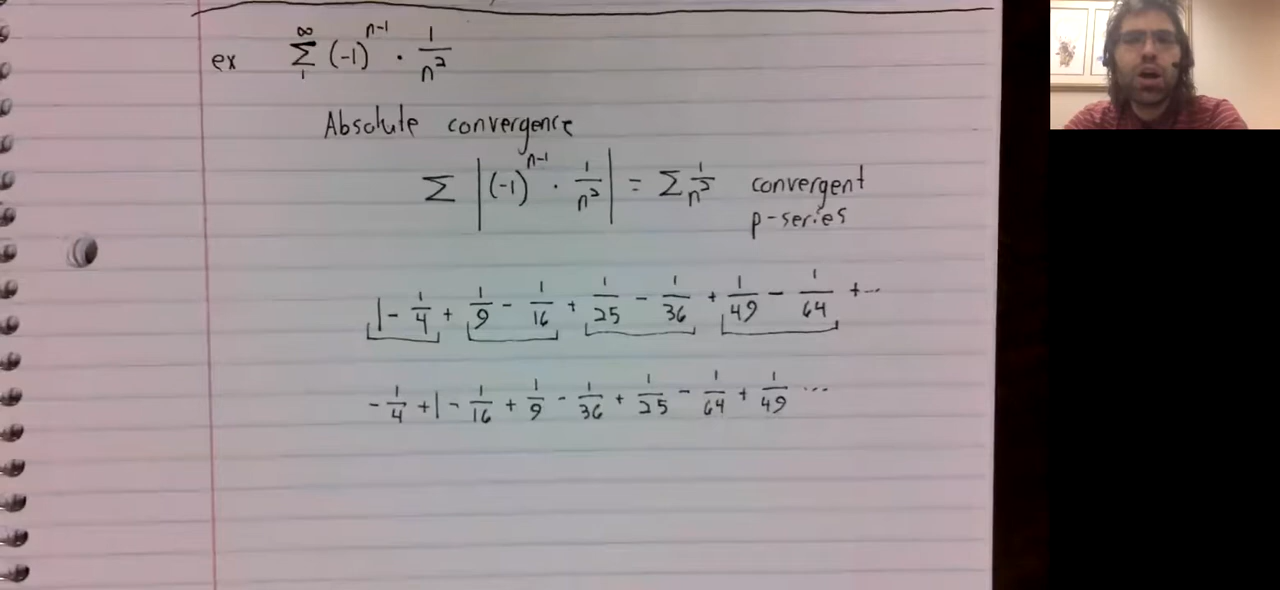 ex ∞ Σ 1 (-1)^{n-1} · 1/n²
Absolute convergence
Σ |(-1)^{n-1} · 1/n²| = Σ 1/n² convergent
p-series
1 - 1/4 + 1/9 - 1/16 + 1/25 - 1/36 + 1/49 - 1/64 + ...
- 1/4 + 1 - 1/16 + 1/9 - 1/36 + 1/25 - 1/64 + 1/49 ...